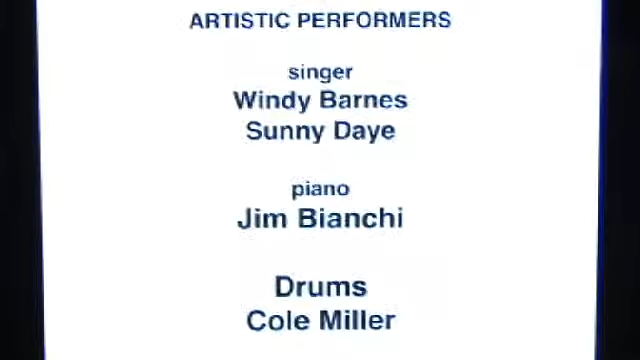 ARTISTIC PERFORMERS
singer
Windy Barnes
Sunny Daye
piano
Jim Bianchi
Drums
Cole Miller